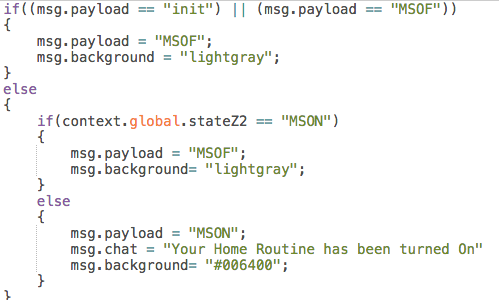 if((msg.payload == "init") || (msg.payload == "MSOF"))
{
    msg.payload = "MSOF";
    msg.background = "lightgray";
}
else
{
    if(context.global.stateZ2 == "MSON")
    {
        msg.payload = "MSOF";
        msg.background= "lightgray";
    }
    else
    {
        msg.payload = "MSON";
        msg.chat = "Your Home Routine has been turned On"
        msg.background= "#006400";
    }
}